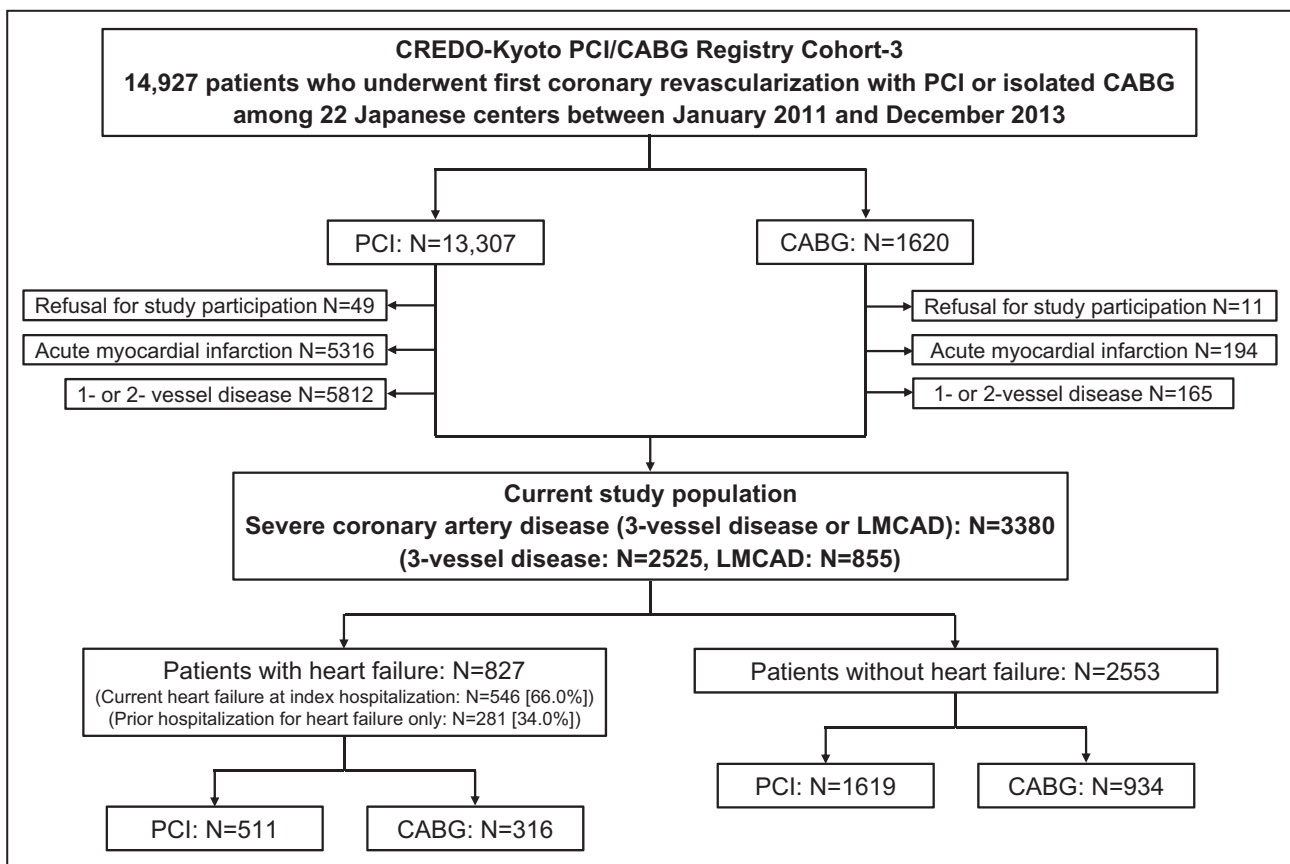 CREDO-Kyoto PCI/CABG Registry Cohort-3
14,927 patients who underwent first coronary revascularization with PCI or isolated CABG
among 22 Japanese centers between January 2011 and December 2013
PCI: N=13,307
CABG: N=1620
Refusal for study participation N=49
Refusal for study participation N=11
Acute myocardial infarction N=5316
Acute myocardial infarction N=194
1- or 2- vessel disease N=5812
1- or 2-vessel disease N=165
Current study population
Severe coronary artery disease (3-vessel disease or LMCAD): N=3380
(3-vessel disease: N=2525, LMCAD: N=855)
Patients with heart failure: N=827
(Current heart failure at index hospitalization: N=546 [66.0%])
(Prior hospitalization for heart failure only: N=281 [34.0%])
Patients without heart failure: N=2553
PCI: N=511
CABG: N=316
PCI: N=1619
CABG: N=934